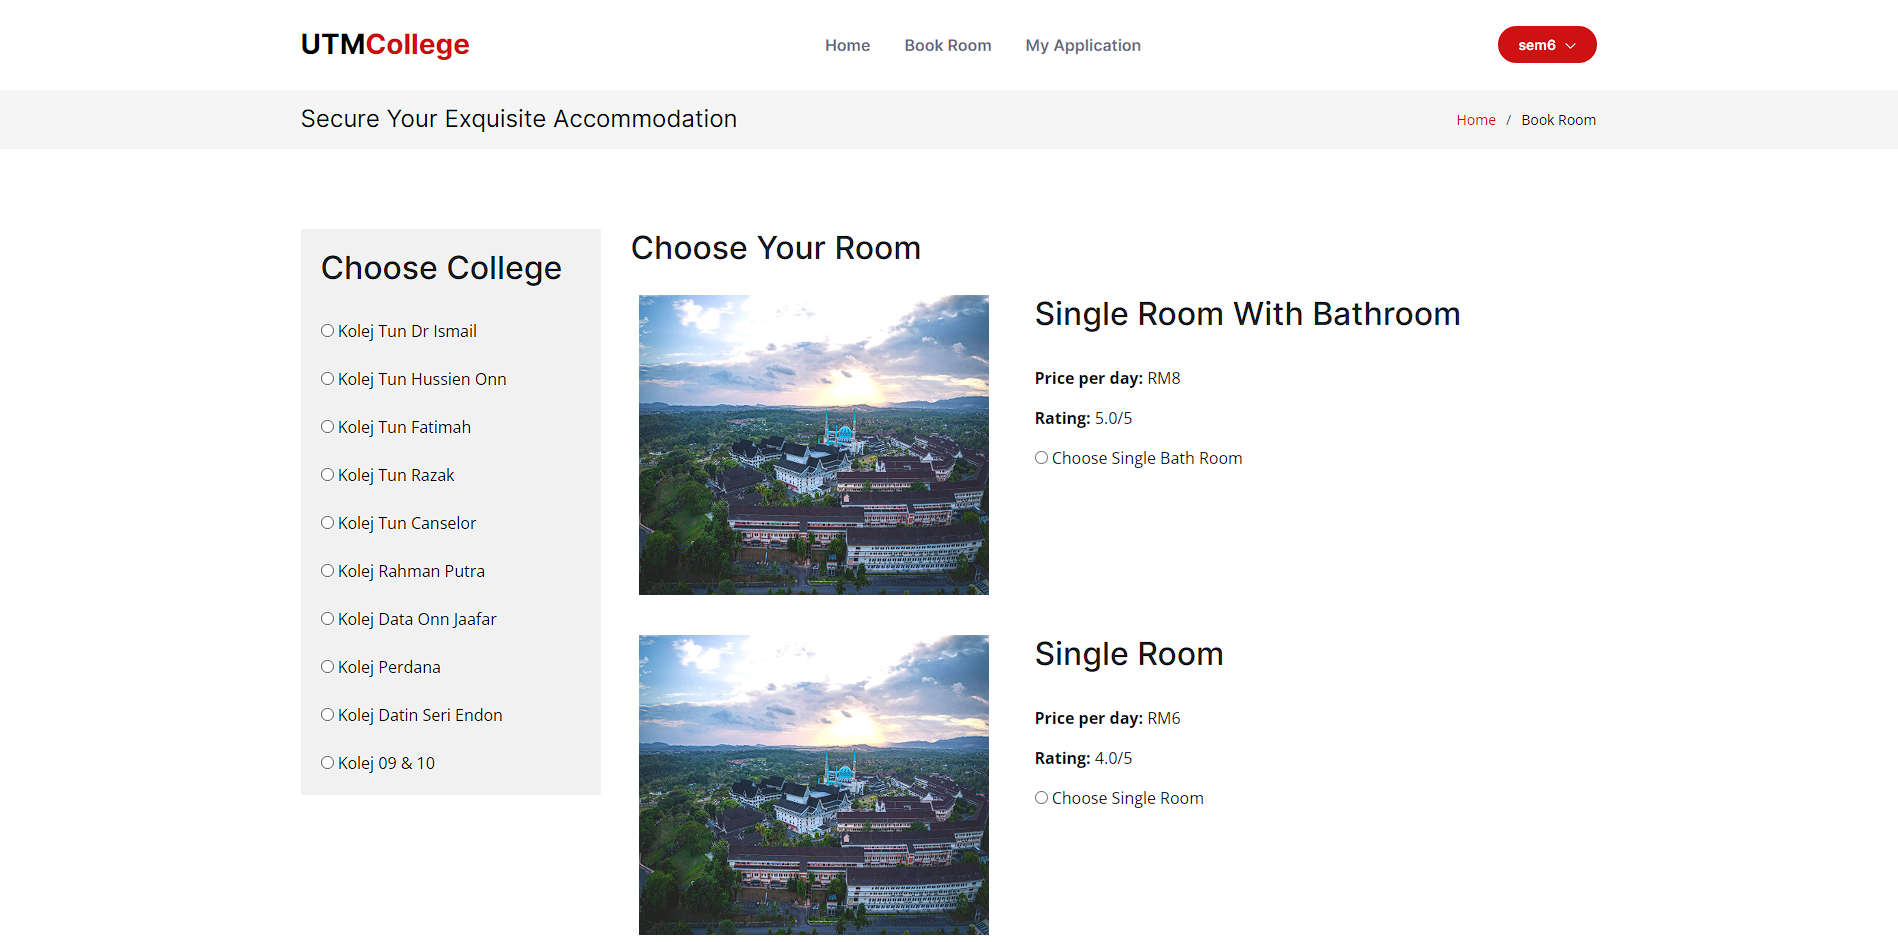 UTMCollege
Home
Book Room
My Application
sem6
Secure Your Exquisite Accommodation
Home / Book Room
Choose College
Kolej Tun Dr Ismail
Kolej Tun Hussien Onn
Kolej Tun Fatimah
Kolej Tun Razak
Kolej Tun Canselor
Kolej Rahman Putra
Kolej Data Onn Jaafar
Kolej Perdana
Kolej Datin Seri Endon
Kolej 09 & 10
Choose Your Room
Single Room With Bathroom
Price per day: RM8
Rating: 5.0/5
Choose Single Bath Room
Single Room
Price per day: RM6
Rating: 4.0/5
Choose Single Room